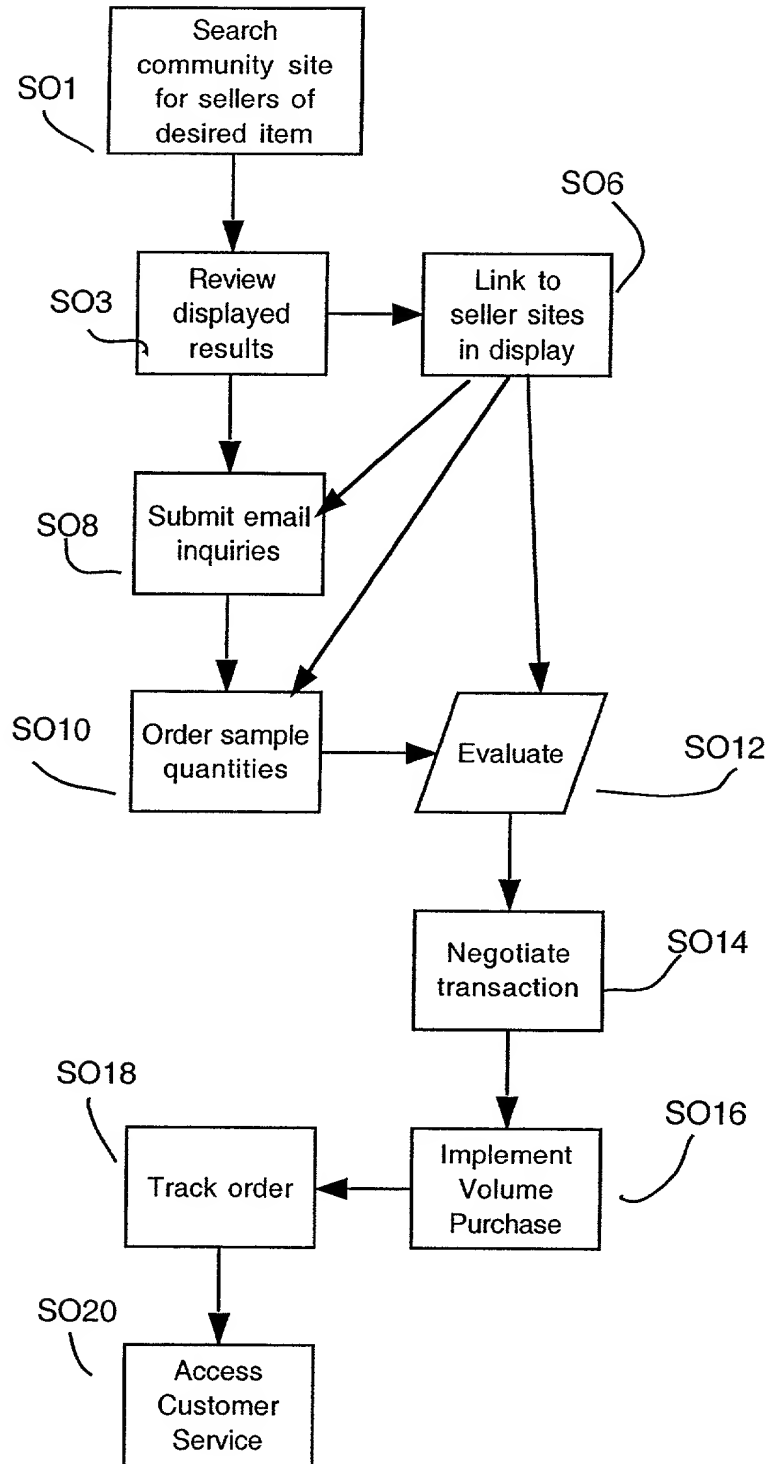 Search
community site
for sellers of
desired item
SO1
SO6
Review
displayed
results
SO3
Link to
seller sites
in display
Submit email
inquiries
SO8
Order sample
quantities
SO10
Evaluate
SO12
Negotiate
transaction
SO14
SO18
Track order
SO16
Implement
Volume
Purchase
SO20
Access
Customer
Service